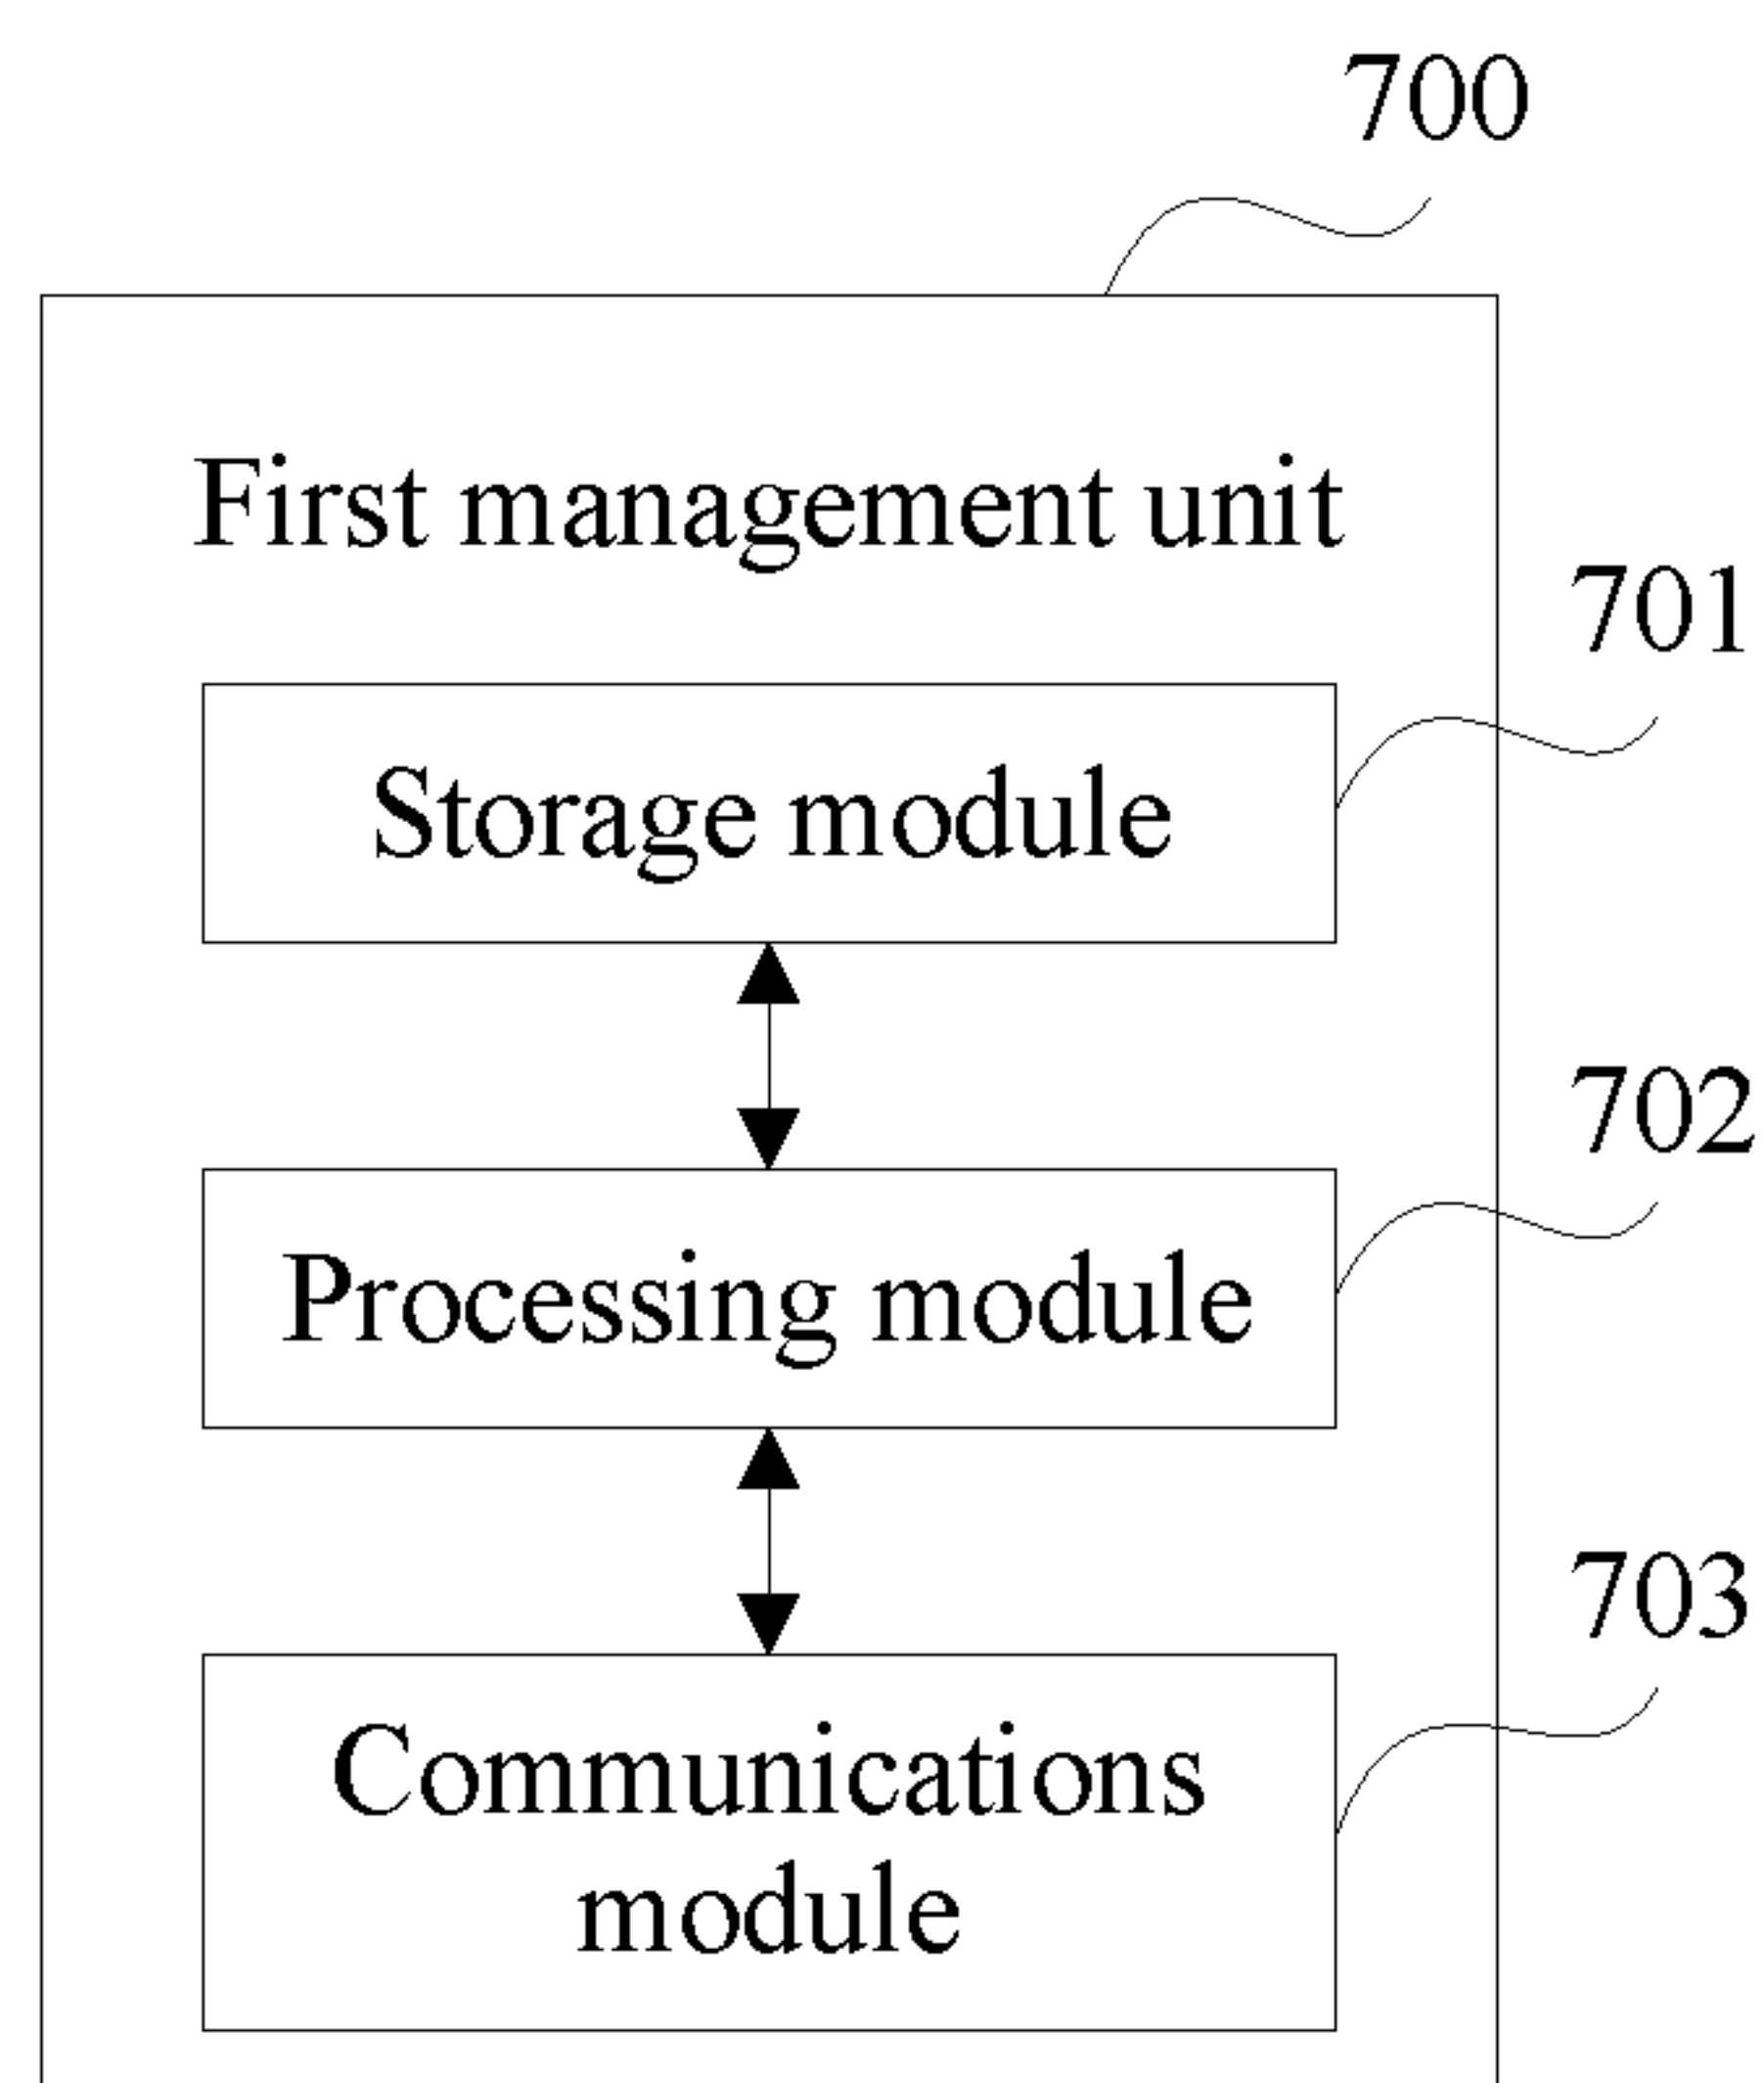 700
First management unit
701
Storage module
702
Processing module
703
Communications
module